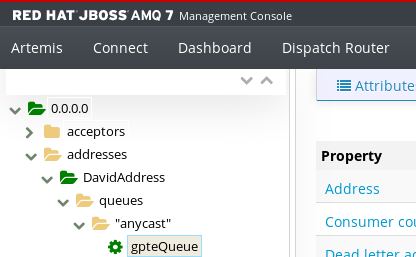 RED HAT JBOSS AMQ 7 Management Console
Artemis Connect Dashboard Dispatch Router
Attribute
0.0.0.0
acceptors
addresses
DavidAddress
queues
"anycast"
gpteQueue
Property
Address
Consumer cou
Dead letter ad